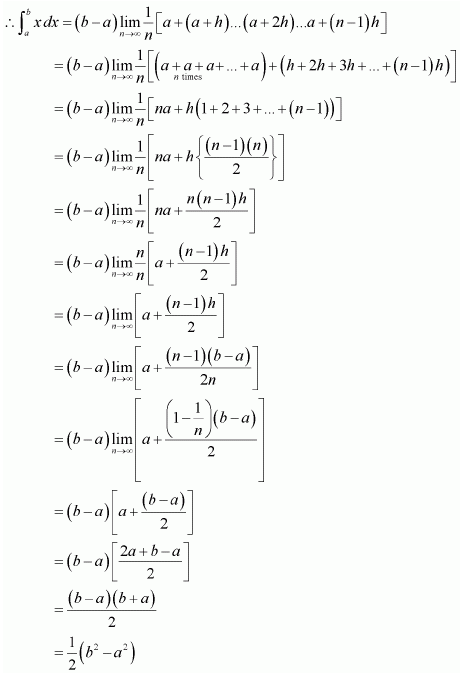 ∴ ∫_a^b x dx = (b−a) lim_{n→∞} 1/n [a+(a+h)...(a+2h)...a+(n−1)h]
= (b−a) lim_{n→∞} 1/n [(a+a+a+...+a)_{n times} + (h+2h+3h+...+(n−1)h)]
= (b−a) lim_{n→∞} 1/n [na+h(1+2+3+...+(n−1))]
= (b−a) lim_{n→∞} 1/n [na+h{(n−1)(n)/2}]
= (b−a) lim_{n→∞} 1/n [na+n(n−1)h/2]
= (b−a) lim_{n→∞} n/n [a+(n−1)h/2]
= (b−a) lim_{n→∞} [a+(n−1)h/2]
= (b−a) lim_{n→∞} [a+(n−1)(b−a)/2n]
= (b−a) lim_{n→∞} [a+(1−1/n)(b−a)/2]
= (b−a) [a+(b−a)/2]
= (b−a) [(2a+b−a)/2]
= (b−a)(b+a)/2
= 1/2 (b²−a²)